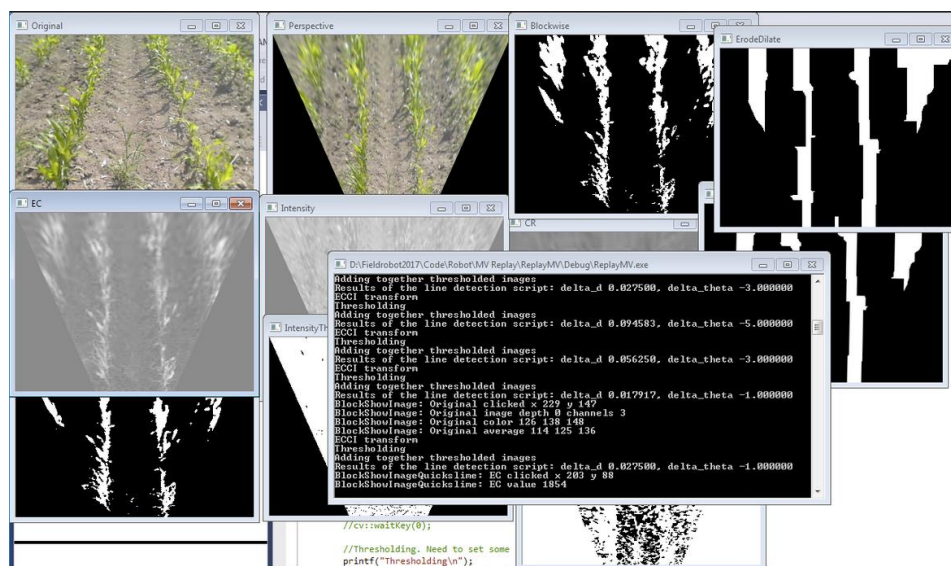 Original
Perspective
Blockwise
ErodeDilate
EC
Intensity
CR
D:\Fieldrobot2017\Code\Robot\MV Replay\ReplayMV\Debug\ReplayMV.exe
Adding together thresholded images
Results of the line detection script: delta_d 0.027500, delta_theta -3.000000
ECCI transform
Thresholding
Adding together thresholded images
Results of the line detection script: delta_d 0.094583, delta_theta -5.000000
ECCI transform
Thresholding
Adding together thresholded images
Results of the line detection script: delta_d 0.056250, delta_theta -3.000000
ECCI transform
Thresholding
Adding together thresholded images
Results of the line detection script: delta_d 0.017917, delta_theta -1.000000
BlockShowImage: Original clicked x 229 y 147
BlockShowImage: Original image depth 0 channels 3
BlockShowImage: Original color 126 138 148
BlockShowImage: Original average 114 125 136
ECCI transform
Thresholding
Adding together thresholded images
Results of the line detection script: delta_d 0.027500, delta_theta -1.000000
BlockShowImageQuicksline: EC clicked x 203 y 88
BlockShowImageQuicksline: EC value 1854
IntensityTh
//cv::waitKey(0);
//Thresholding. Need to set some
printf("Thresholding\n");